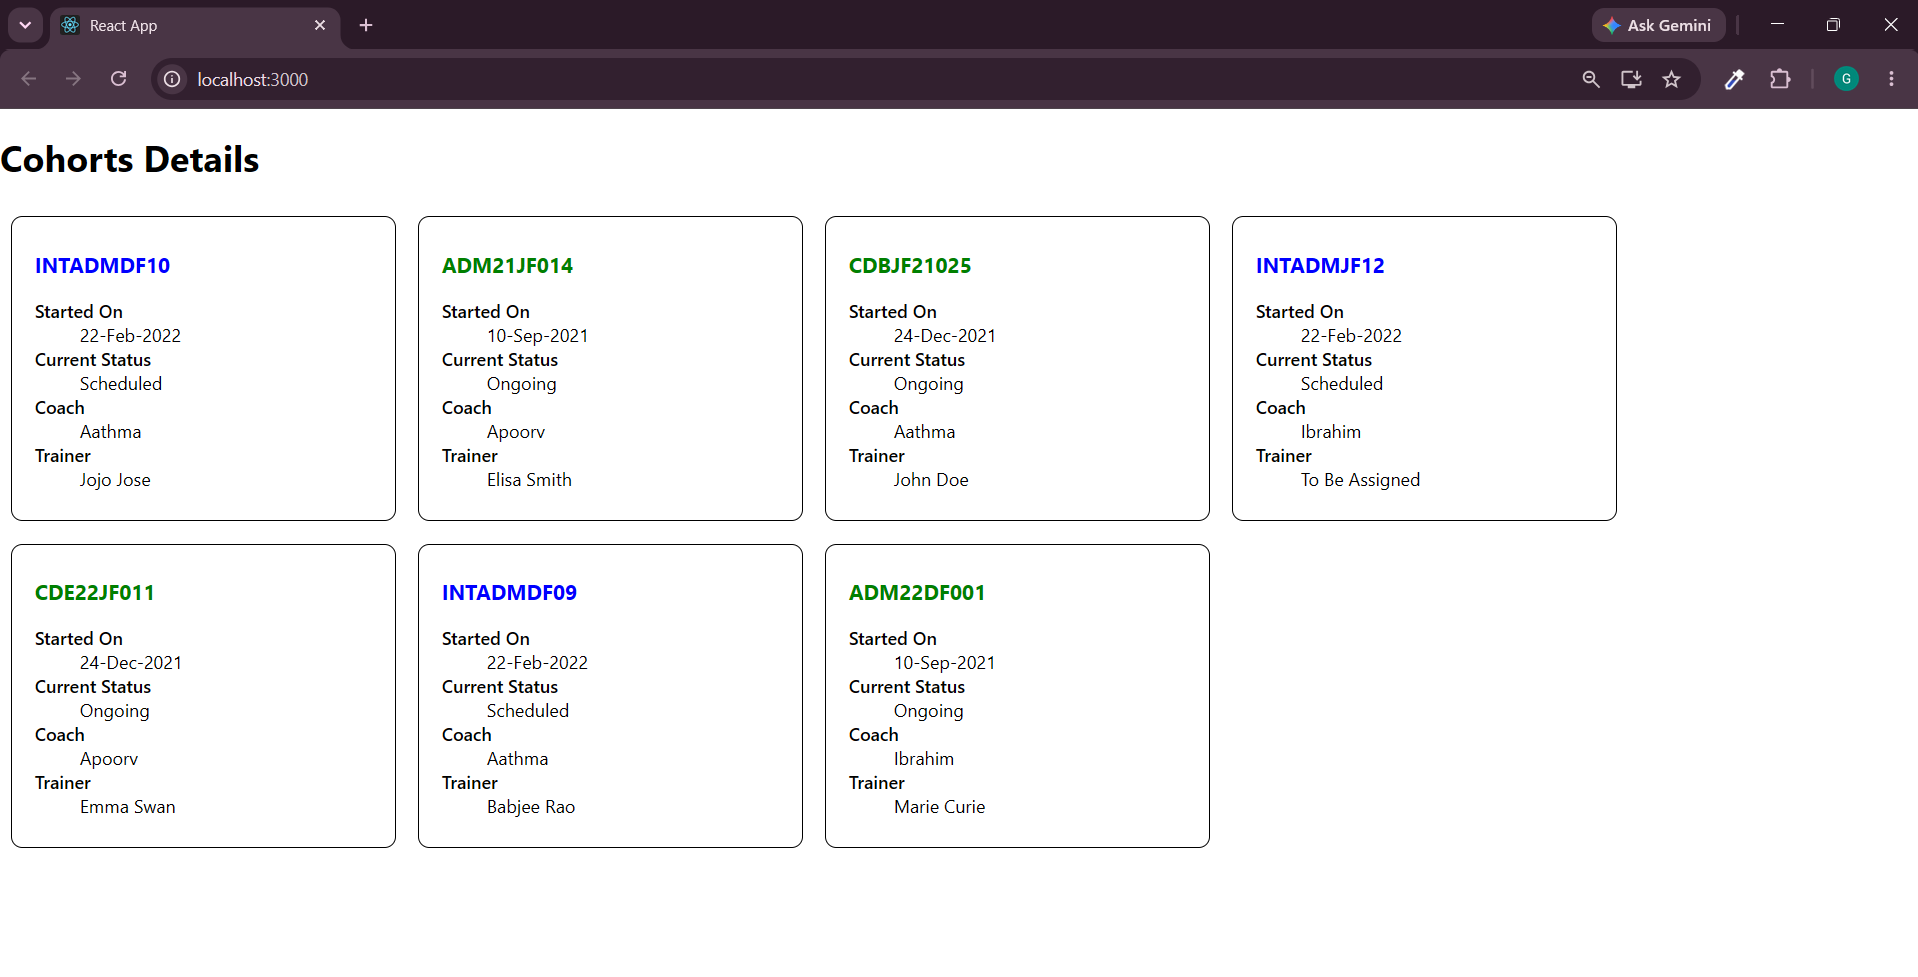 React App
Ask Gemini
localhost:3000
G
Cohorts Details
INTADMDF10
Started On
22-Feb-2022
Current Status
Scheduled
Coach
Aathma
Trainer
Jojo Jose
ADM21JF014
Started On
10-Sep-2021
Current Status
Ongoing
Coach
Apoorv
Trainer
Elisa Smith
CDBJF21025
Started On
24-Dec-2021
Current Status
Ongoing
Coach
Aathma
Trainer
John Doe
INTADMJF12
Started On
22-Feb-2022
Current Status
Scheduled
Coach
Ibrahim
Trainer
To Be Assigned
CDE22JF011
Started On
24-Dec-2021
Current Status
Ongoing
Coach
Apoorv
Trainer
Emma Swan
INTADMDF09
Started On
22-Feb-2022
Current Status
Scheduled
Coach
Aathma
Trainer
Babjee Rao
ADM22DF001
Started On
10-Sep-2021
Current Status
Ongoing
Coach
Ibrahim
Trainer
Marie Curie